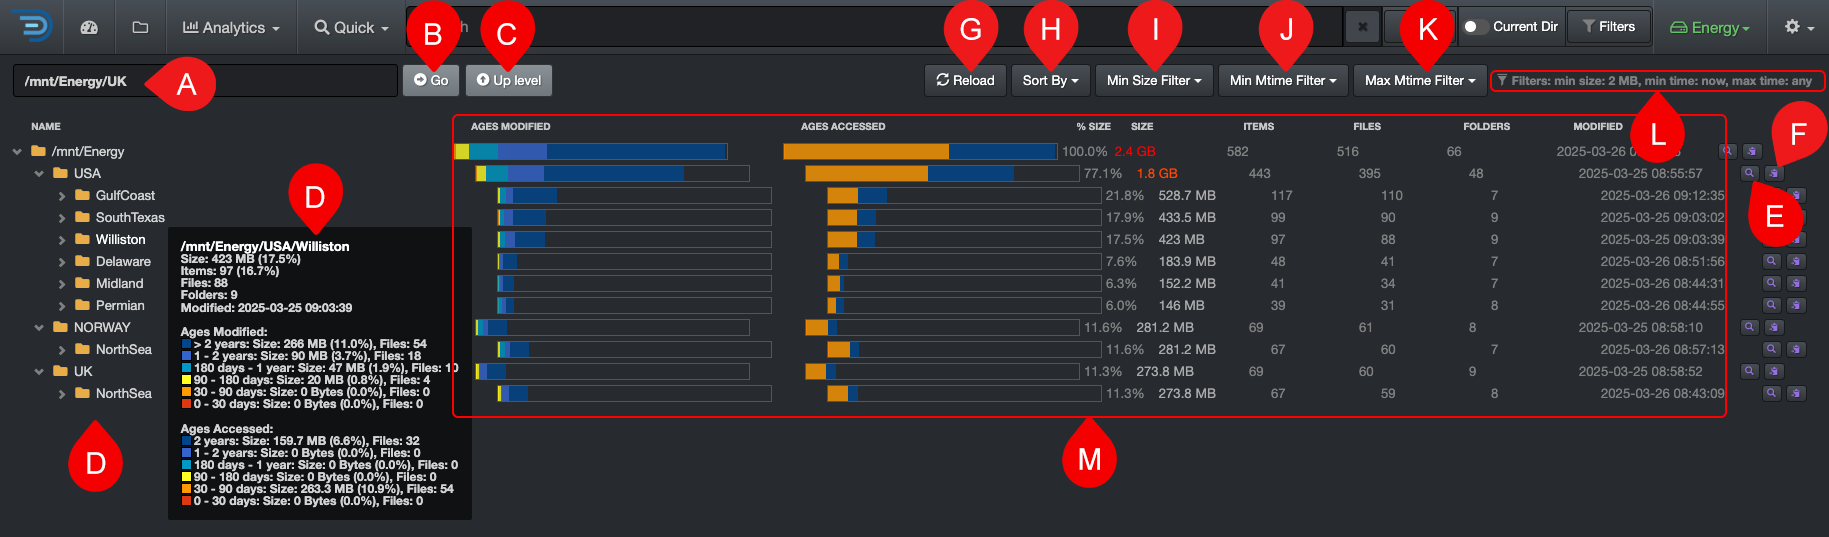 Analytics
Quick
h
Current Dir
Filters
Energy
B
C
G
H
I
J
K
/mnt/Energy/UK
A
Go
Up level
Reload
Sort By
Min Size Filter
Min Mtime Filter
Max Mtime Filter
Filters: min size: 2 MB, min time: now, max time: any
L
F
NAME
AGES MODIFIED
AGES ACCESSED
% SIZE
SIZE
ITEMS
FILES
FOLDERS
MODIFIED
/mnt/Energy 100.0% 2.4 GB 582 516 66 2025-03-26 0
USA 77.1% 1.8 GB 443 395 48 2025-03-25 08:55:57
GulfCoast 21.8% 528.7 MB 117 110 7 2025-03-26 09:12:35
SouthTexas 17.9% 433.5 MB 99 90 9 2025-03-26 09:03:02
Williston 17.5% 423 MB 97 88 9 2025-03-25 09:03:39
Delaware 7.6% 183.9 MB 48 41 7 2025-03-26 08:51:56
Midland 6.3% 152.2 MB 41 34 7 2025-03-26 08:44:31
Permian 6.0% 146 MB 39 31 8 2025-03-26 08:44:55
NORWAY 11.6% 281.2 MB 69 61 8 2025-03-25 08:58:10
NorthSea 11.6% 281.2 MB 67 60 7 2025-03-26 08:57:13
UK 11.3% 273.8 MB 69 60 9 2025-03-25 08:58:52
NorthSea 11.3% 273.8 MB 67 59 8 2025-03-26 08:43:09
E
D
/mnt/Energy/USA/Williston
Size: 423 MB (17.5%)
Items: 97 (16.7%)
Files: 88
Folders: 9
Modified: 2025-03-25 09:03:39
Ages Modified:
> 2 years: Size: 266 MB (11.0%), Files: 54
1 - 2 years: Size: 90 MB (3.7%), Files: 18
180 days - 1 year: Size: 47 MB (1.9%), Files: 10
90 - 180 days: Size: 20 MB (0.8%), Files: 4
30 - 90 days: Size: 0 Bytes (0.0%), Files: 0
0 - 30 days: Size: 0 Bytes (0.0%), Files: 0
Ages Accessed:
2 years: Size: 159.7 MB (6.6%), Files: 32
1 - 2 years: Size: 0 Bytes (0.0%), Files: 0
180 days - 1 year: Size: 0 Bytes (0.0%), Files: 0
90 - 180 days: Size: 0 Bytes (0.0%), Files: 0
30 - 90 days: Size: 263.3 MB (10.9%), Files: 54
0 - 30 days: Size: 0 Bytes (0.0%), Files: 0
D
M